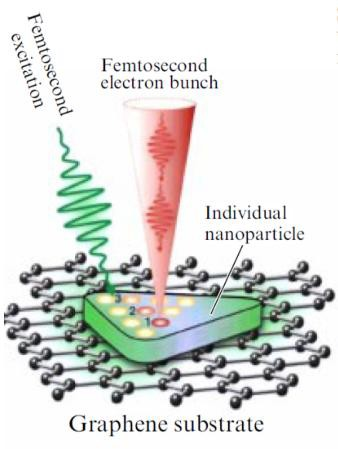 Femtosecond
excitation
Femtosecond
electron bunch
Individual
nanoparticle
3
2
1
Graphene substrate